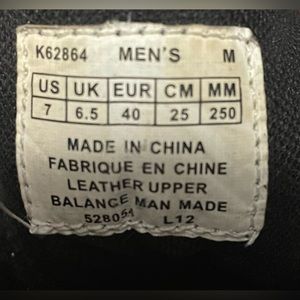 K62864 MEN'S M
US UK EUR CM MM
7 6.5 40 25 250
MADE IN CHINA
FABRIQUE EN CHINE
LEATHER UPPER
BALANCE MAN MADE
528054 L12